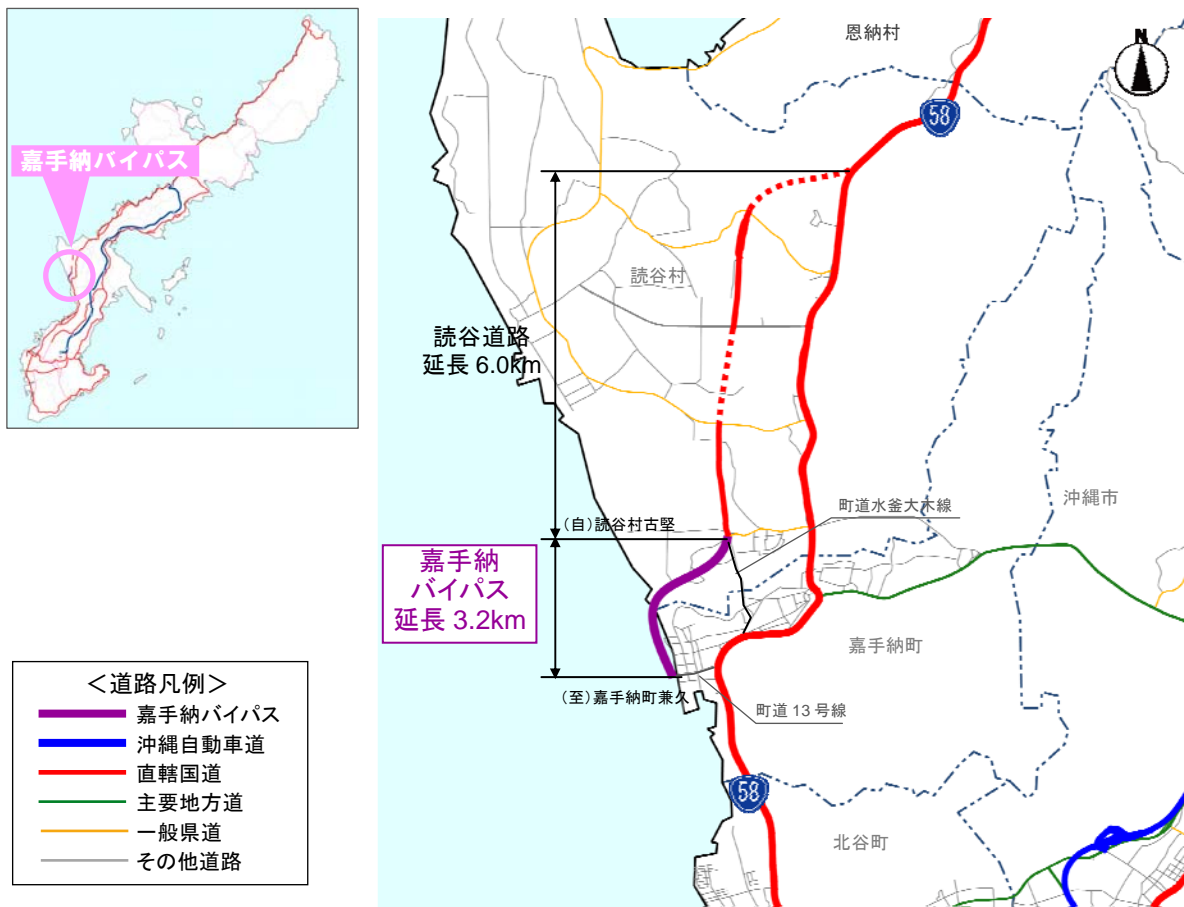 嘉手納バイパス
恩納村
N
58
読谷村
読谷道路
延長 6.0km
沖縄市
町道水釜大木線
(自)読谷村古堅
嘉手納
バイパス
延長 3.2km
嘉手納町
(至)嘉手納町兼久
町道 13 号線
58
北谷町
＜道路凡例＞
嘉手納バイパス
沖縄自動車道
直轄国道
主要地方道
一般県道
その他道路